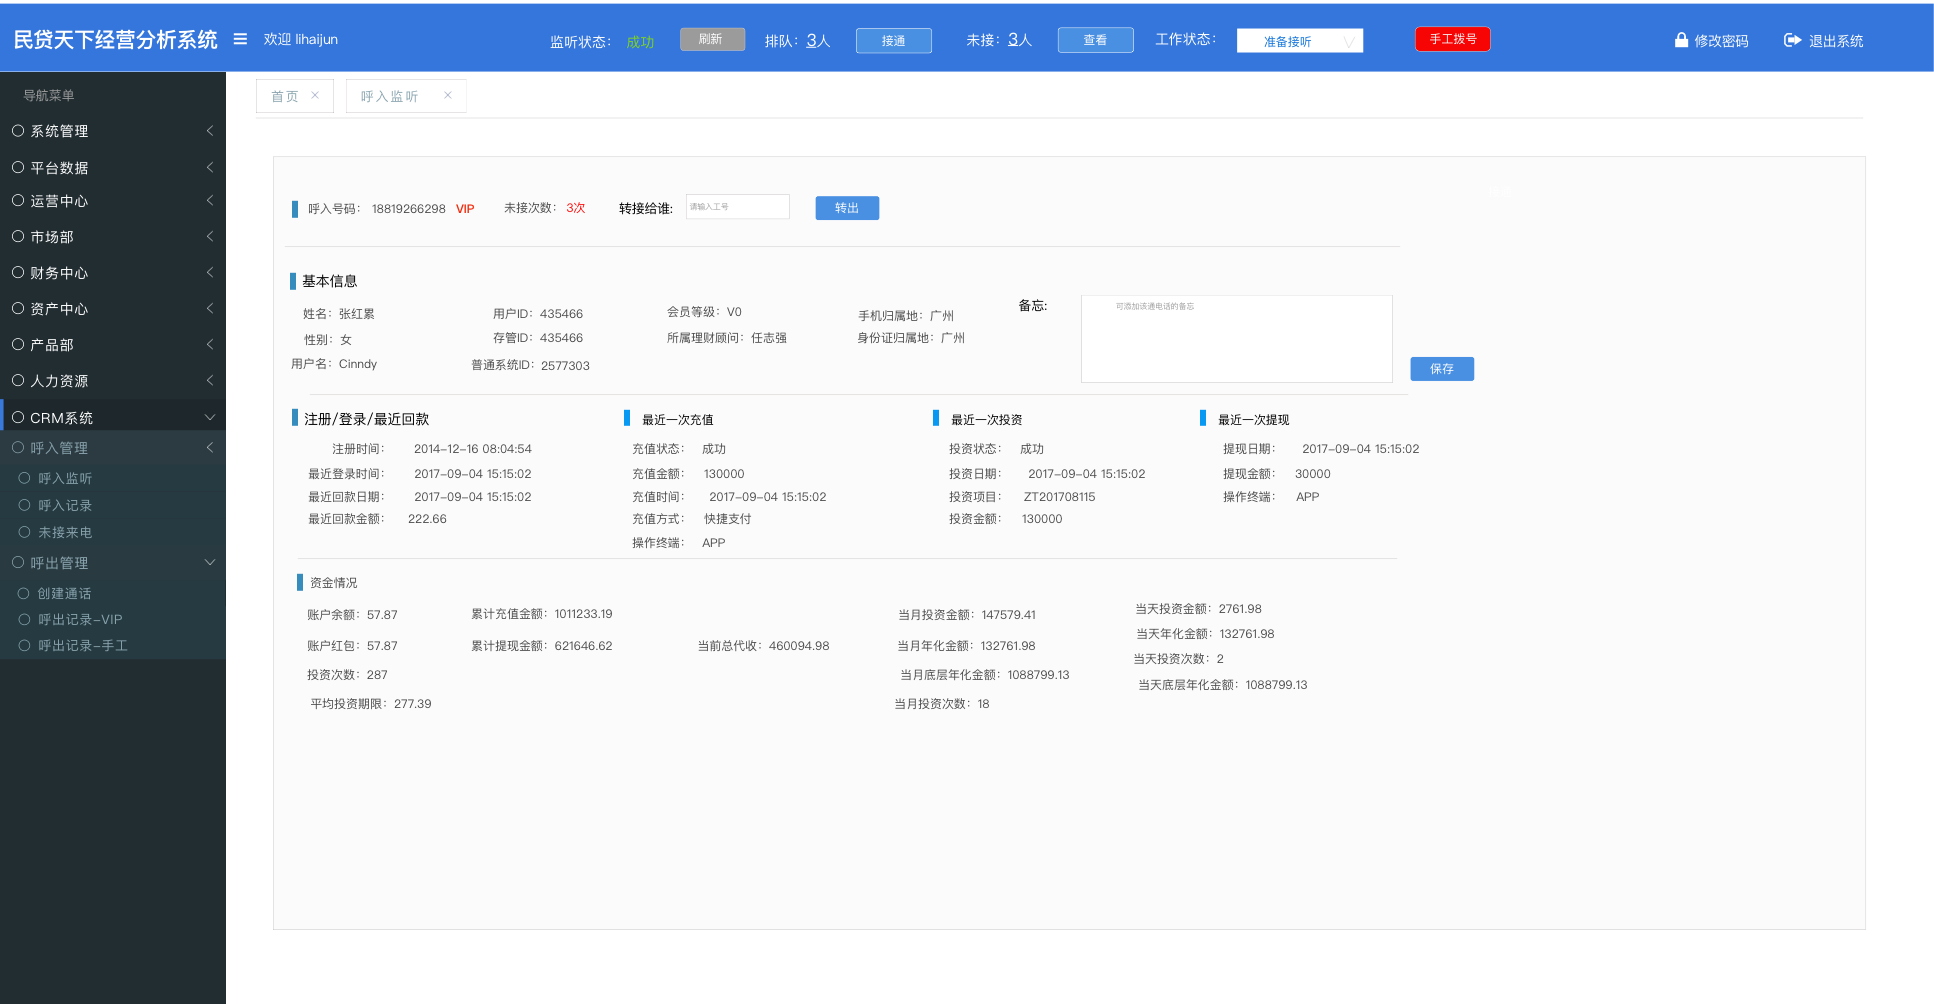 民贷天下经营分析系统 欢迎 lihaijun 监听状态： 成功 刷新 排队：3人 接通 未接：3人 查看 工作状态： 准备接听 手工拨号 修改密码 退出系统
导航菜单
系统管理
平台数据
运营中心
市场部
财务中心
资产中心
产品部
人力资源
CRM系统
呼入管理
呼入监听
呼入记录
未接来电
呼出管理
创建通话
呼出记录-VIP
呼出记录-手工
首页 × 呼入监听 ×
呼入号码： 18819266298 VIP 未接次数： 3次 转接给谁: 请输入工号 转出
基本信息
姓名：张红累 用户ID：435466 会员等级：V0 手机归属地：广州
性别：女 存管ID：435466 所属理财顾问：任志强 身份证归属地：广州
用户名：Cinndy 普通系统ID：2577303
备忘: 可添加该通电话的备忘
保存
注册/登录/最近回款
注册时间： 2014-12-16 08:04:54
最近登录时间： 2017-09-04 15:15:02
最近回款日期： 2017-09-04 15:15:02
最近回款金额： 222.66
最近一次充值
充值状态： 成功
充值金额： 130000
充值时间： 2017-09-04 15:15:02
充值方式： 快捷支付
操作终端： APP
最近一次投资
投资状态： 成功
投资日期： 2017-09-04 15:15:02
投资项目： ZT201708115
投资金额： 130000
最近一次提现
提现日期： 2017-09-04 15:15:02
提现金额： 30000
操作终端： APP
资金情况
账户余额：57.87
账户红包：57.87
投资次数：287
平均投资期限：277.39
累计充值金额：1011233.19
累计提现金额：621646.62
当前总代收：460094.98
当月投资金额：147579.41
当月年化金额：132761.98
当月底层年化金额：1088799.13
当月投资次数：18
当天投资金额：2761.98
当天年化金额：132761.98
当天投资次数：2
当天底层年化金额：1088799.13